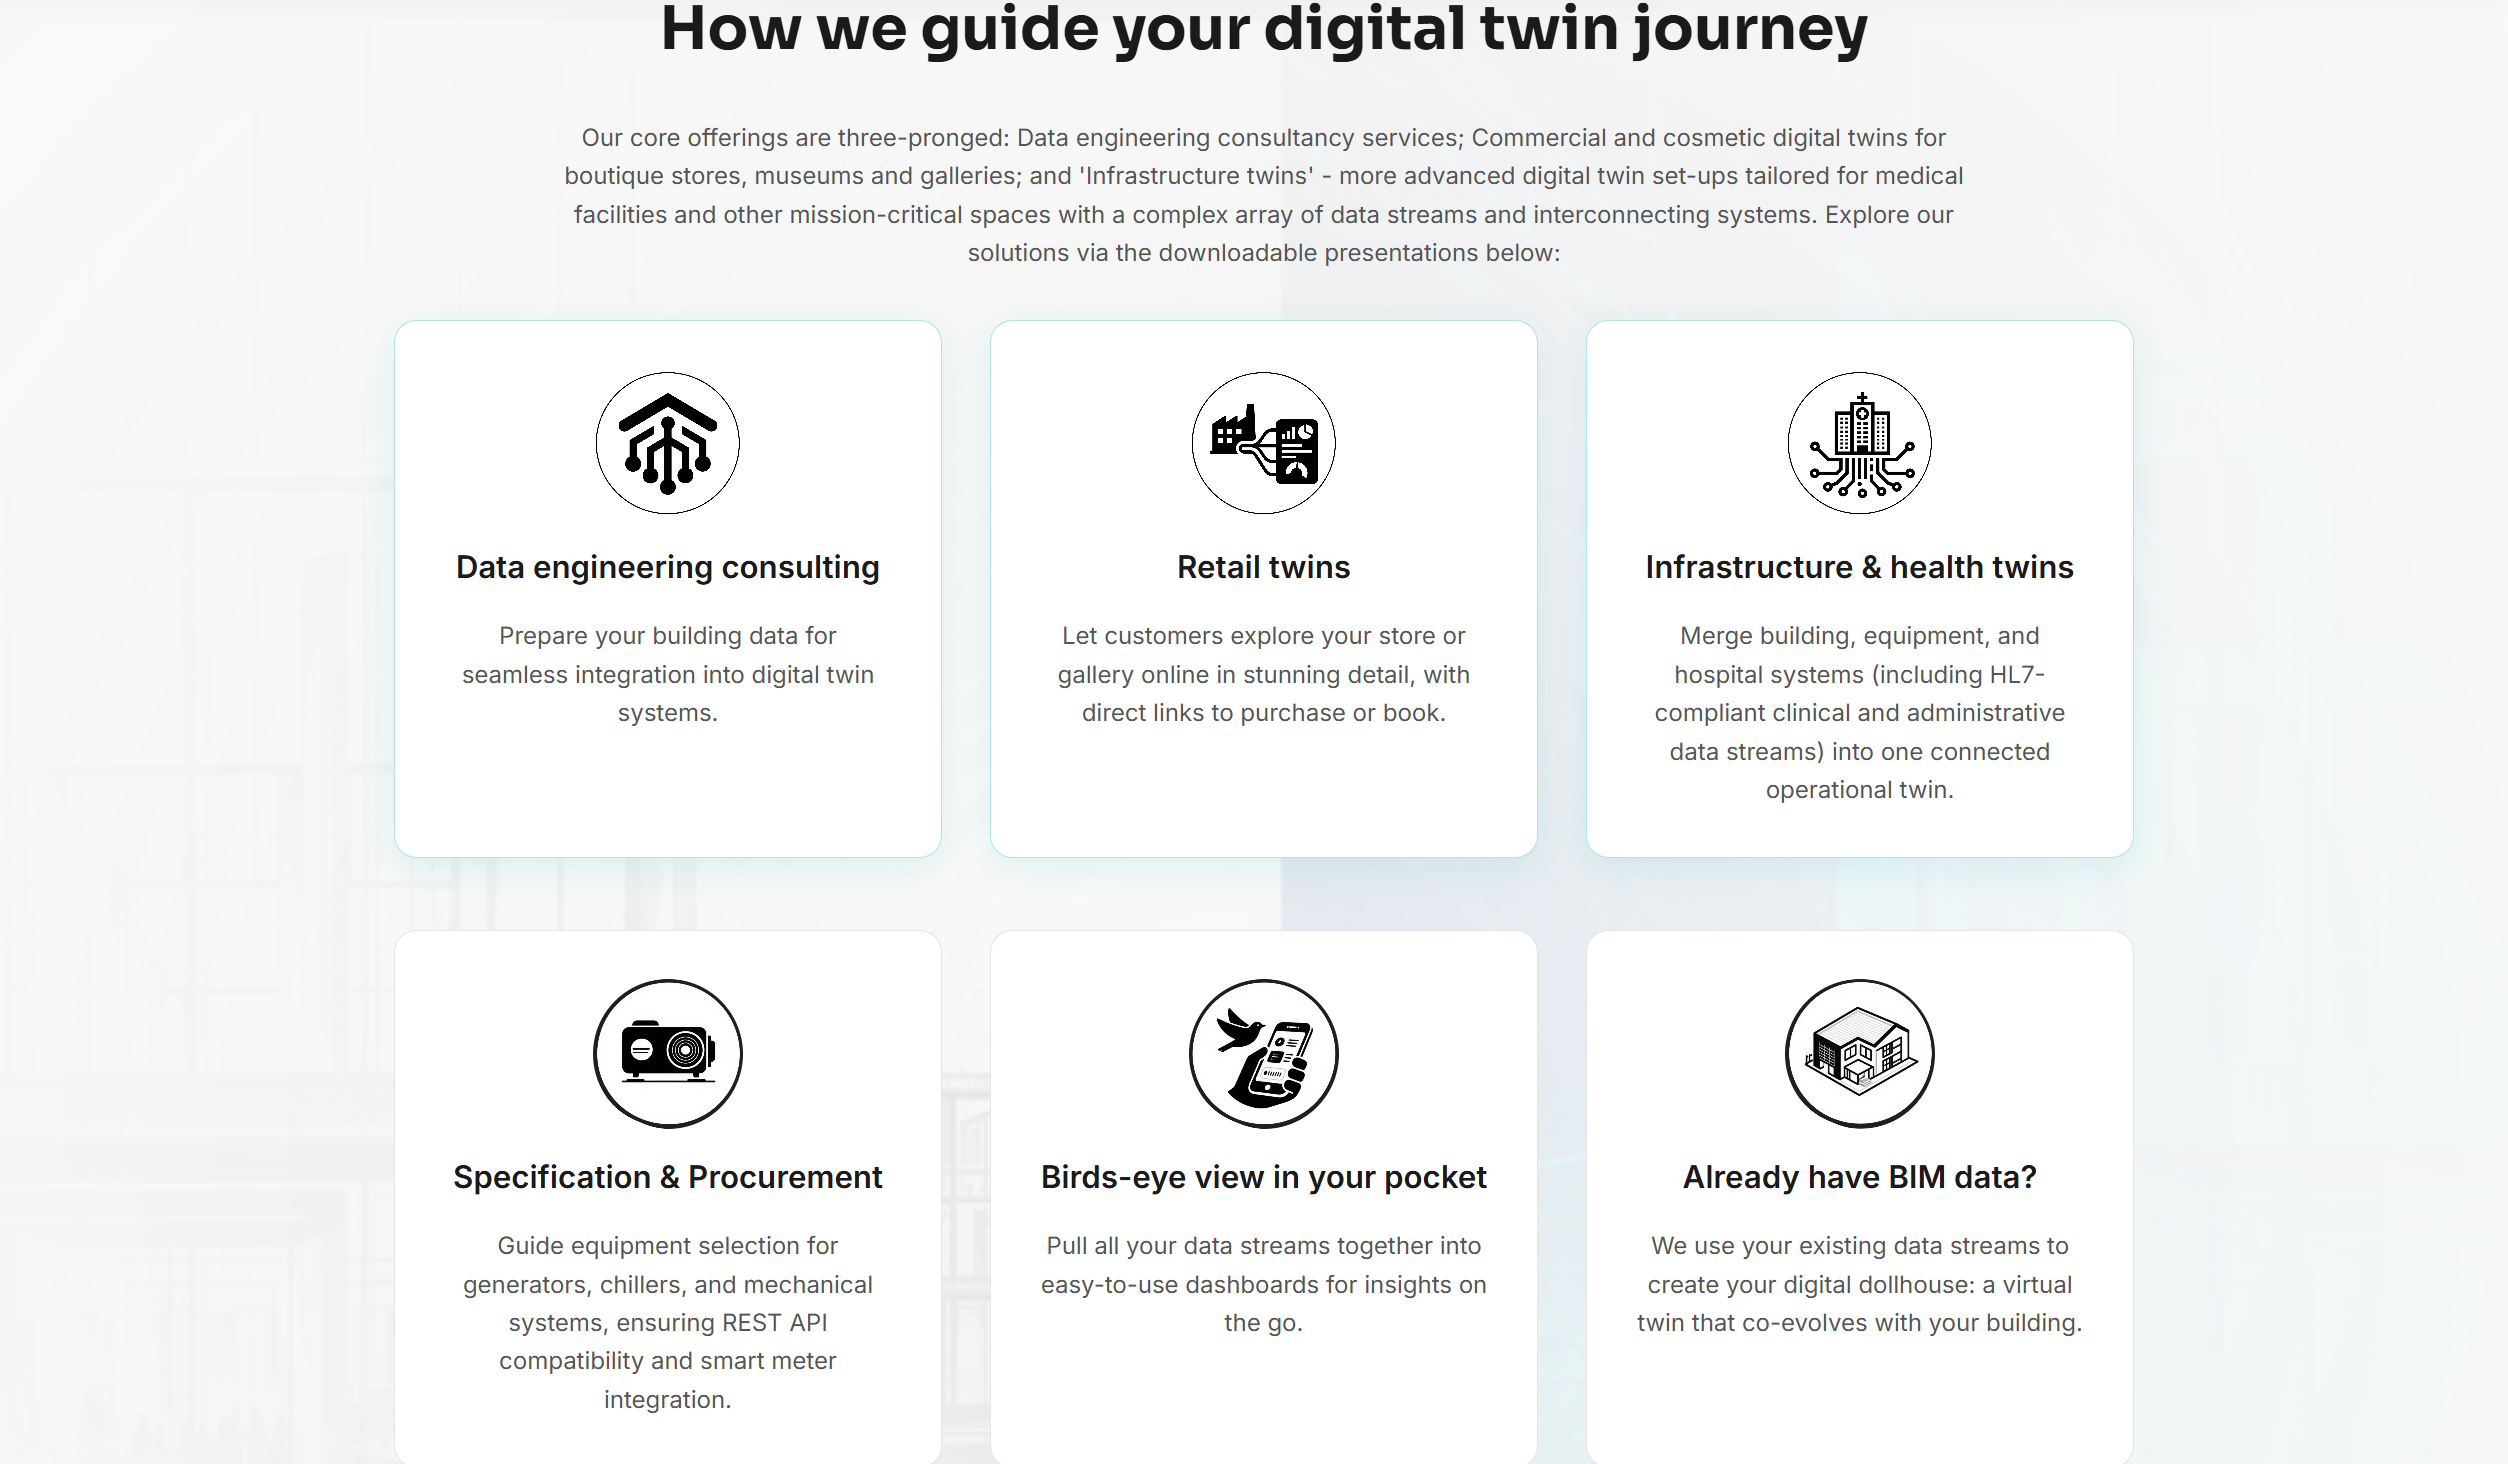 How we guide your digital twin journey
Our core offerings are three-pronged: Data engineering consultancy services; Commercial and cosmetic digital twins for
boutique stores, museums and galleries; and 'Infrastructure twins' - more advanced digital twin set-ups tailored for medical
facilities and other mission-critical spaces with a complex array of data streams and interconnecting systems. Explore our
solutions via the downloadable presentations below:
Data engineering consulting
Prepare your building data for
seamless integration into digital twin
systems.
Retail twins
Let customers explore your store or
gallery online in stunning detail, with
direct links to purchase or book.
Infrastructure & health twins
Merge building, equipment, and
hospital systems (including HL7-
compliant clinical and administrative
data streams) into one connected
operational twin.
Specification & Procurement
Guide equipment selection for
generators, chillers, and mechanical
systems, ensuring REST API
compatibility and smart meter
integration.
Birds-eye view in your pocket
Pull all your data streams together into
easy-to-use dashboards for insights on
the go.
Already have BIM data?
We use your existing data streams to
create your digital dollhouse: a virtual
twin that co-evolves with your building.